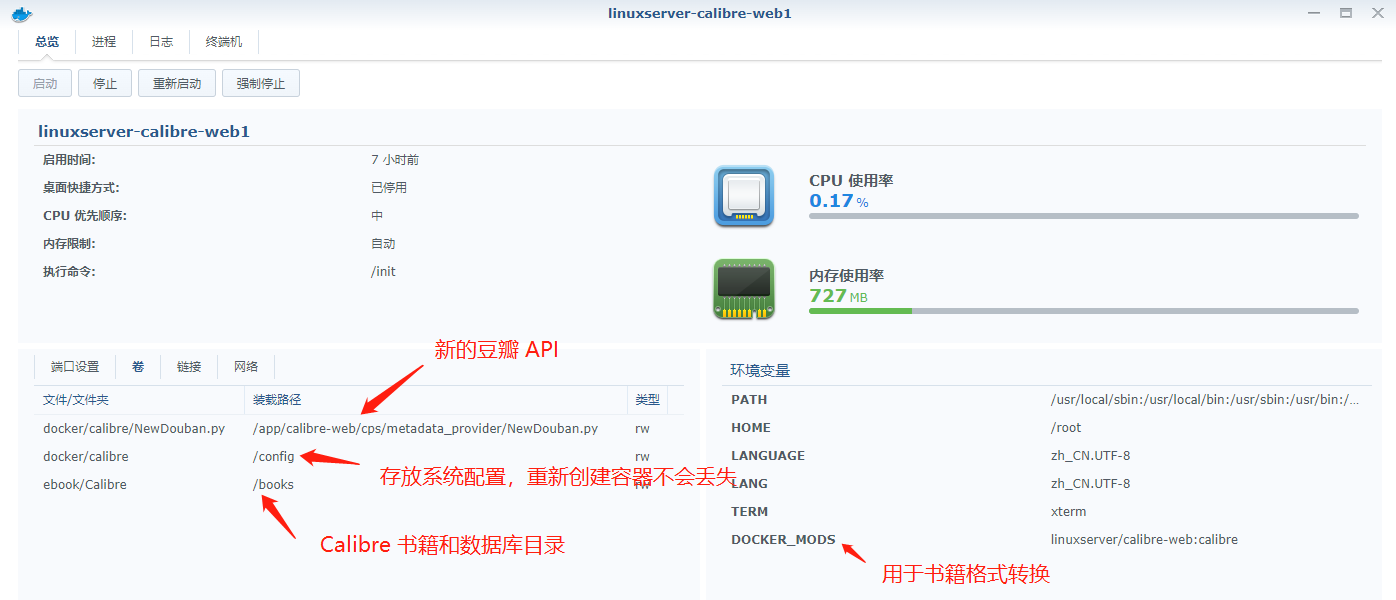 linuxserver-calibre-web1
总览 进程 日志 终端机
启动 停止 重新启动 强制停止
linuxserver-calibre-web1
启用时间: 7 小时前
桌面快捷方式: 已停用
CPU 优先顺序: 中
内存限制: 自动
执行命令: /init
CPU 使用率
0.17 %
内存使用率
727 MB
新的豆瓣 API
端口设置 卷 链接 网络
文件/文件夹 装载路径 类型
docker/calibre/NewDouban.py /app/calibre-web/cps/metadata_provider/NewDouban.py rw
docker/calibre /config rw
存放系统配置，重新创建容器不会丢失
ebook/Calibre /books rw
Calibre 书籍和数据库目录
环境变量
PATH /usr/local/sbin:/usr/local/bin:/usr/sbin:/usr/bin:/...
HOME /root
LANGUAGE zh_CN.UTF-8
LANG zh_CN.UTF-8
TERM xterm
DOCKER_MODS linuxserver/calibre-web:calibre
用于书籍格式转换